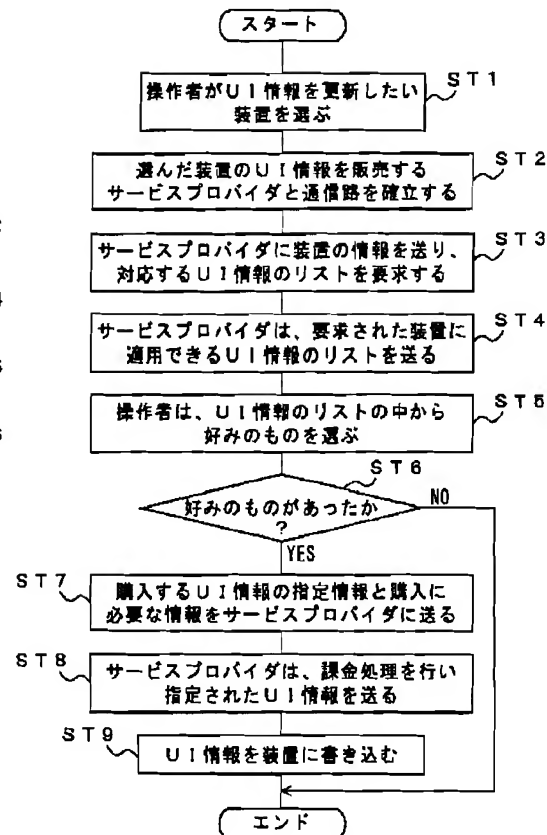 スタート
操作者がUI情報を更新したい
装置を選ぶ
ST1
選んだ装置のUI情報を販売する
サービスプロバイダと通信路を確立する
ST2
サービスプロバイダに装置の情報を送り、
対応するUI情報のリストを要求する
ST3
サービスプロバイダは、要求された装置に
適用できるUI情報のリストを送る
ST4
操作者は、UI情報のリストの中から
好みのものを選ぶ
ST5
ST6
好みのものがあったか
?
NO
YES
ST7
購入するUI情報の指定情報と購入に
必要な情報をサービスプロバイダに送る
ST8
サービスプロバイダは、課金処理を行い
指定されたUI情報を送る
ST9
UI情報を装置に書き込む
エンド